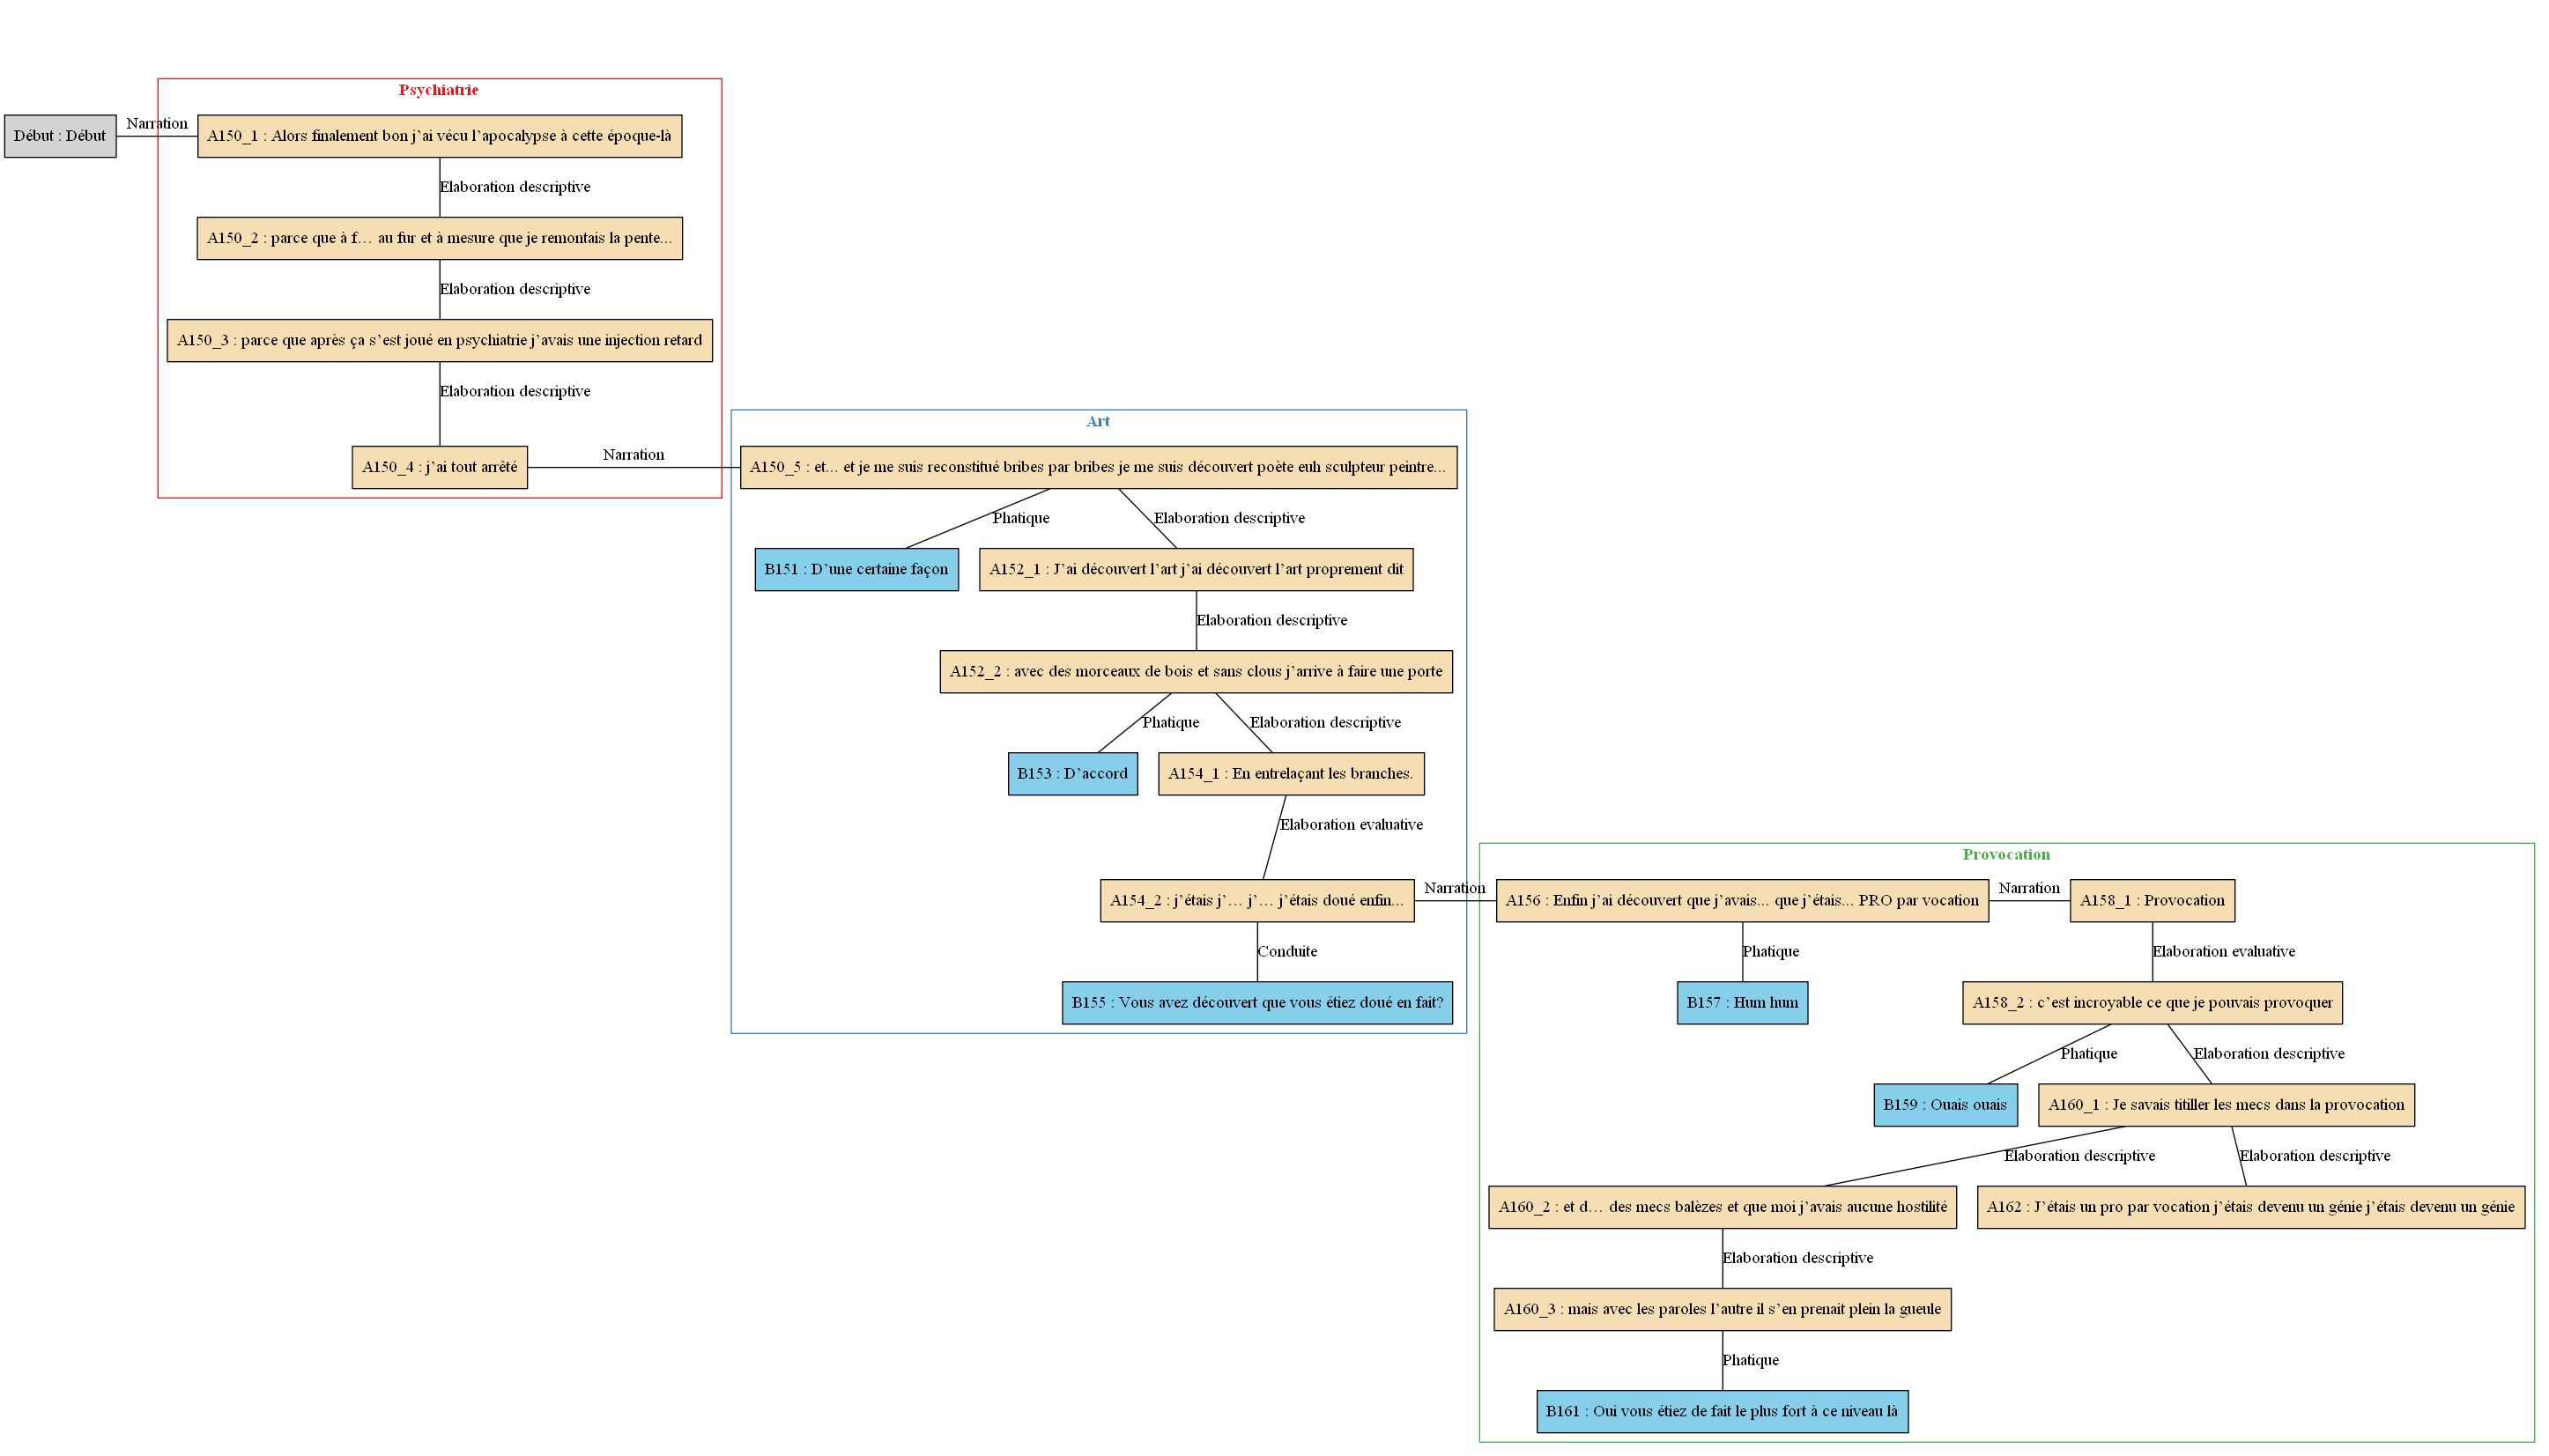 Psychiatrie
Début : Début
Narration
A150_1 : Alors finalement bon j’ai vécu l’apocalypse à cette époque-là
Elaboration descriptive
A150_2 : parce que à f… au fur et à mesure que je remontais la pente...
Elaboration descriptive
A150_3 : parce que après ça s’est joué en psychiatrie j’avais une injection retard
Elaboration descriptive
A150_4 : j’ai tout arrêté
Narration
Art
A150_5 : et... et je me suis reconstitué bribes par bribes je me suis découvert poète euh sculpteur peintre...
Phatique
Elaboration descriptive
B151 : D’une certaine façon
A152_1 : J’ai découvert l’art j’ai découvert l’art proprement dit
Elaboration descriptive
A152_2 : avec des morceaux de bois et sans clous j’arrive à faire une porte
Phatique
Elaboration descriptive
B153 : D’accord
A154_1 : En entrelaçant les branches.
Elaboration evaluative
A154_2 : j’étais j’… j’… j’étais doué enfin...
Conduite
B155 : Vous avez découvert que vous étiez doué en fait?
Narration
Provocation
A156 : Enfin j’ai découvert que j’avais... que j’étais... PRO par vocation
Narration
A158_1 : Provocation
Phatique
Elaboration evaluative
B157 : Hum hum
A158_2 : c’est incroyable ce que je pouvais provoquer
Phatique
Elaboration descriptive
B159 : Ouais ouais
A160_1 : Je savais titiller les mecs dans la provocation
Elaboration descriptive
Elaboration descriptive
A160_2 : et d… des mecs balèzes et que moi j’avais aucune hostilité
A162 : J’étais un pro par vocation j’étais devenu un génie j’étais devenu un génie
Elaboration descriptive
A160_3 : mais avec les paroles l’autre il s’en prenait plein la gueule
Phatique
B161 : Oui vous étiez de fait le plus fort à ce niveau là